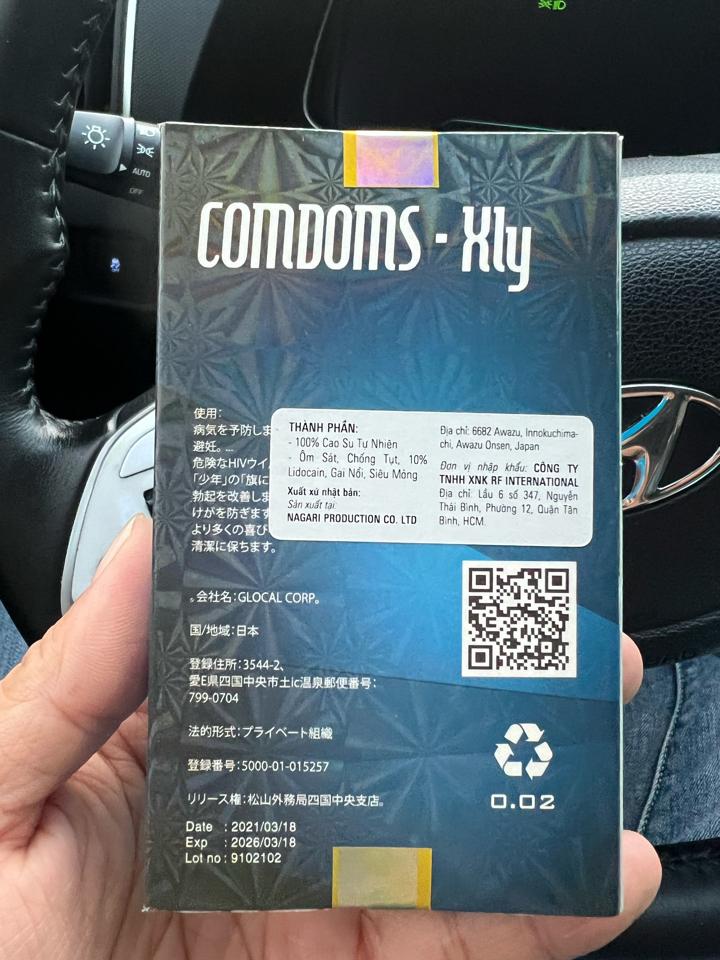 AUTO
OFF
COMDOMS - Xly
使用:
病気を予防しま
避妊。...
危険なHIVウイ
「少年」の「旗に
勃起を改善しま
けがを防ぎます
より多くの喜び
清潔に保ちます。
THÀNH PHẦN:
- 100% Cao Su Tự Nhiên
- Ôm Sát, Chống Tụt, 10%
Lidocain, Gai Nổi, Siêu Mỏng
Xuất xứ nhật bản:
Sản xuất tại:
NAGARI PRODUCTION CO. LTD
Địa chỉ: 6682 Awazu, Innokuchima-
chi, Awazu Onsen, Japan
Đơn vị nhập khẩu: CÔNG TY
TNHH XNK RF INTERNATIONAL
Địa chỉ: Lầu 6 số 347, Nguyễn
Thái Bình, Phường 12, Quận Tân
Bình, HCM.
。会社名:GLOCAL CORP。
国/地域:日本
登録住所:3544-2、
愛E県四国中央市土ic温泉郵便番号:
799-0704
法的形式:プライベート組織
登録番号:5000-01-015257
リリース権:松山外務局四国中央支店。
Date : 2021/03/18
Exp : 2026/03/18
Lot no : 9102102
0.02